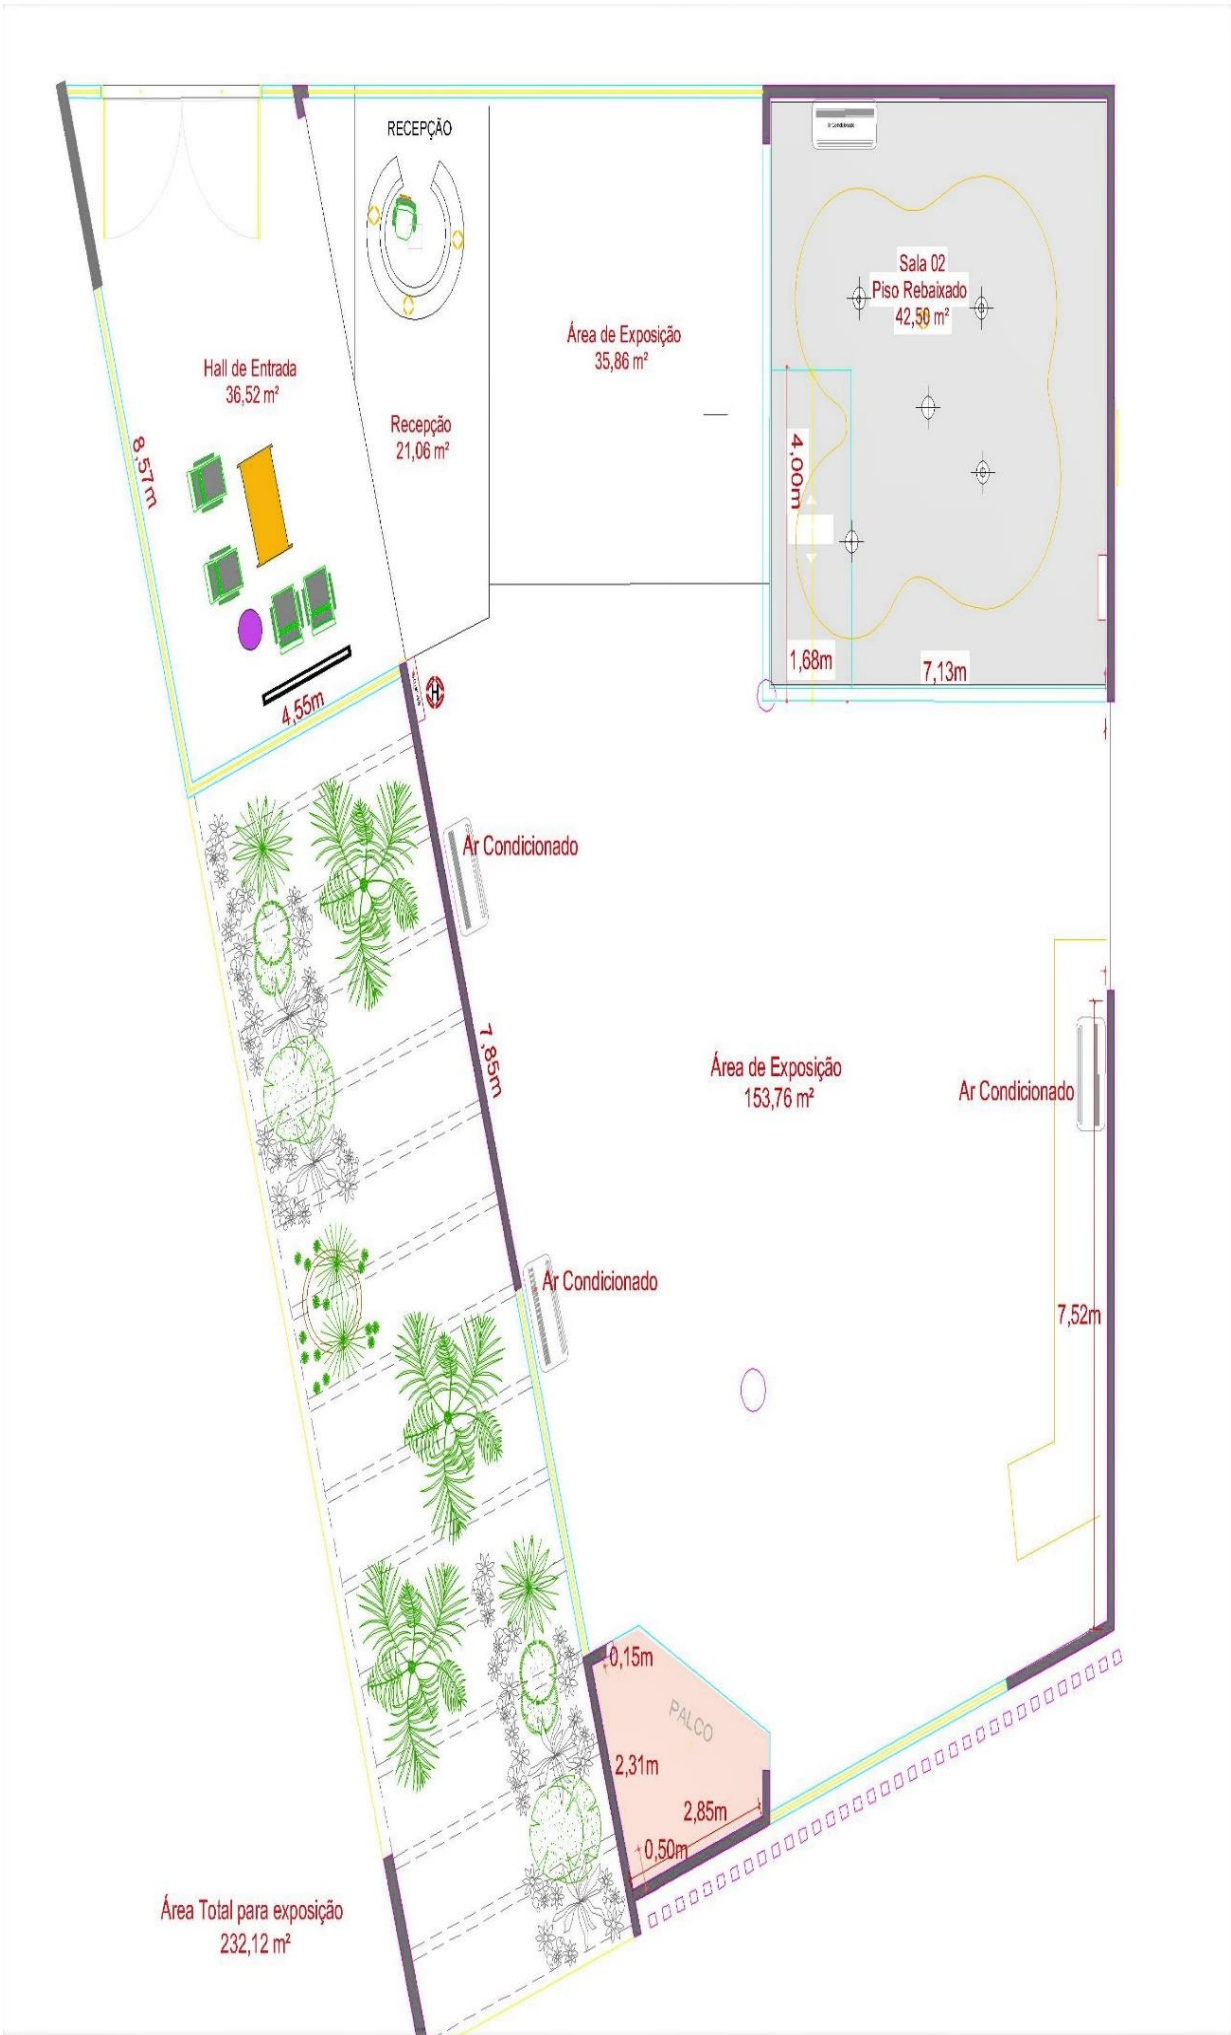 RECEPÇÃO
Ar Condicionado
Sala 02
Piso Rebaixado
42,50 m²
Área de Exposição
35,86 m²
Hall de Entrada
36,52 m²
Recepção
21,06 m²
8,57m
4,00m
1,68m
7,13m
4,55m
H
Ar Condicionado
7,85m
Área de Exposição
153,76 m²
Ar Condicionado
Ar Condicionado
7,52m
0,15m
PALCO
2,31m
2,85m
0,50m
Área Total para exposição
232,12 m²